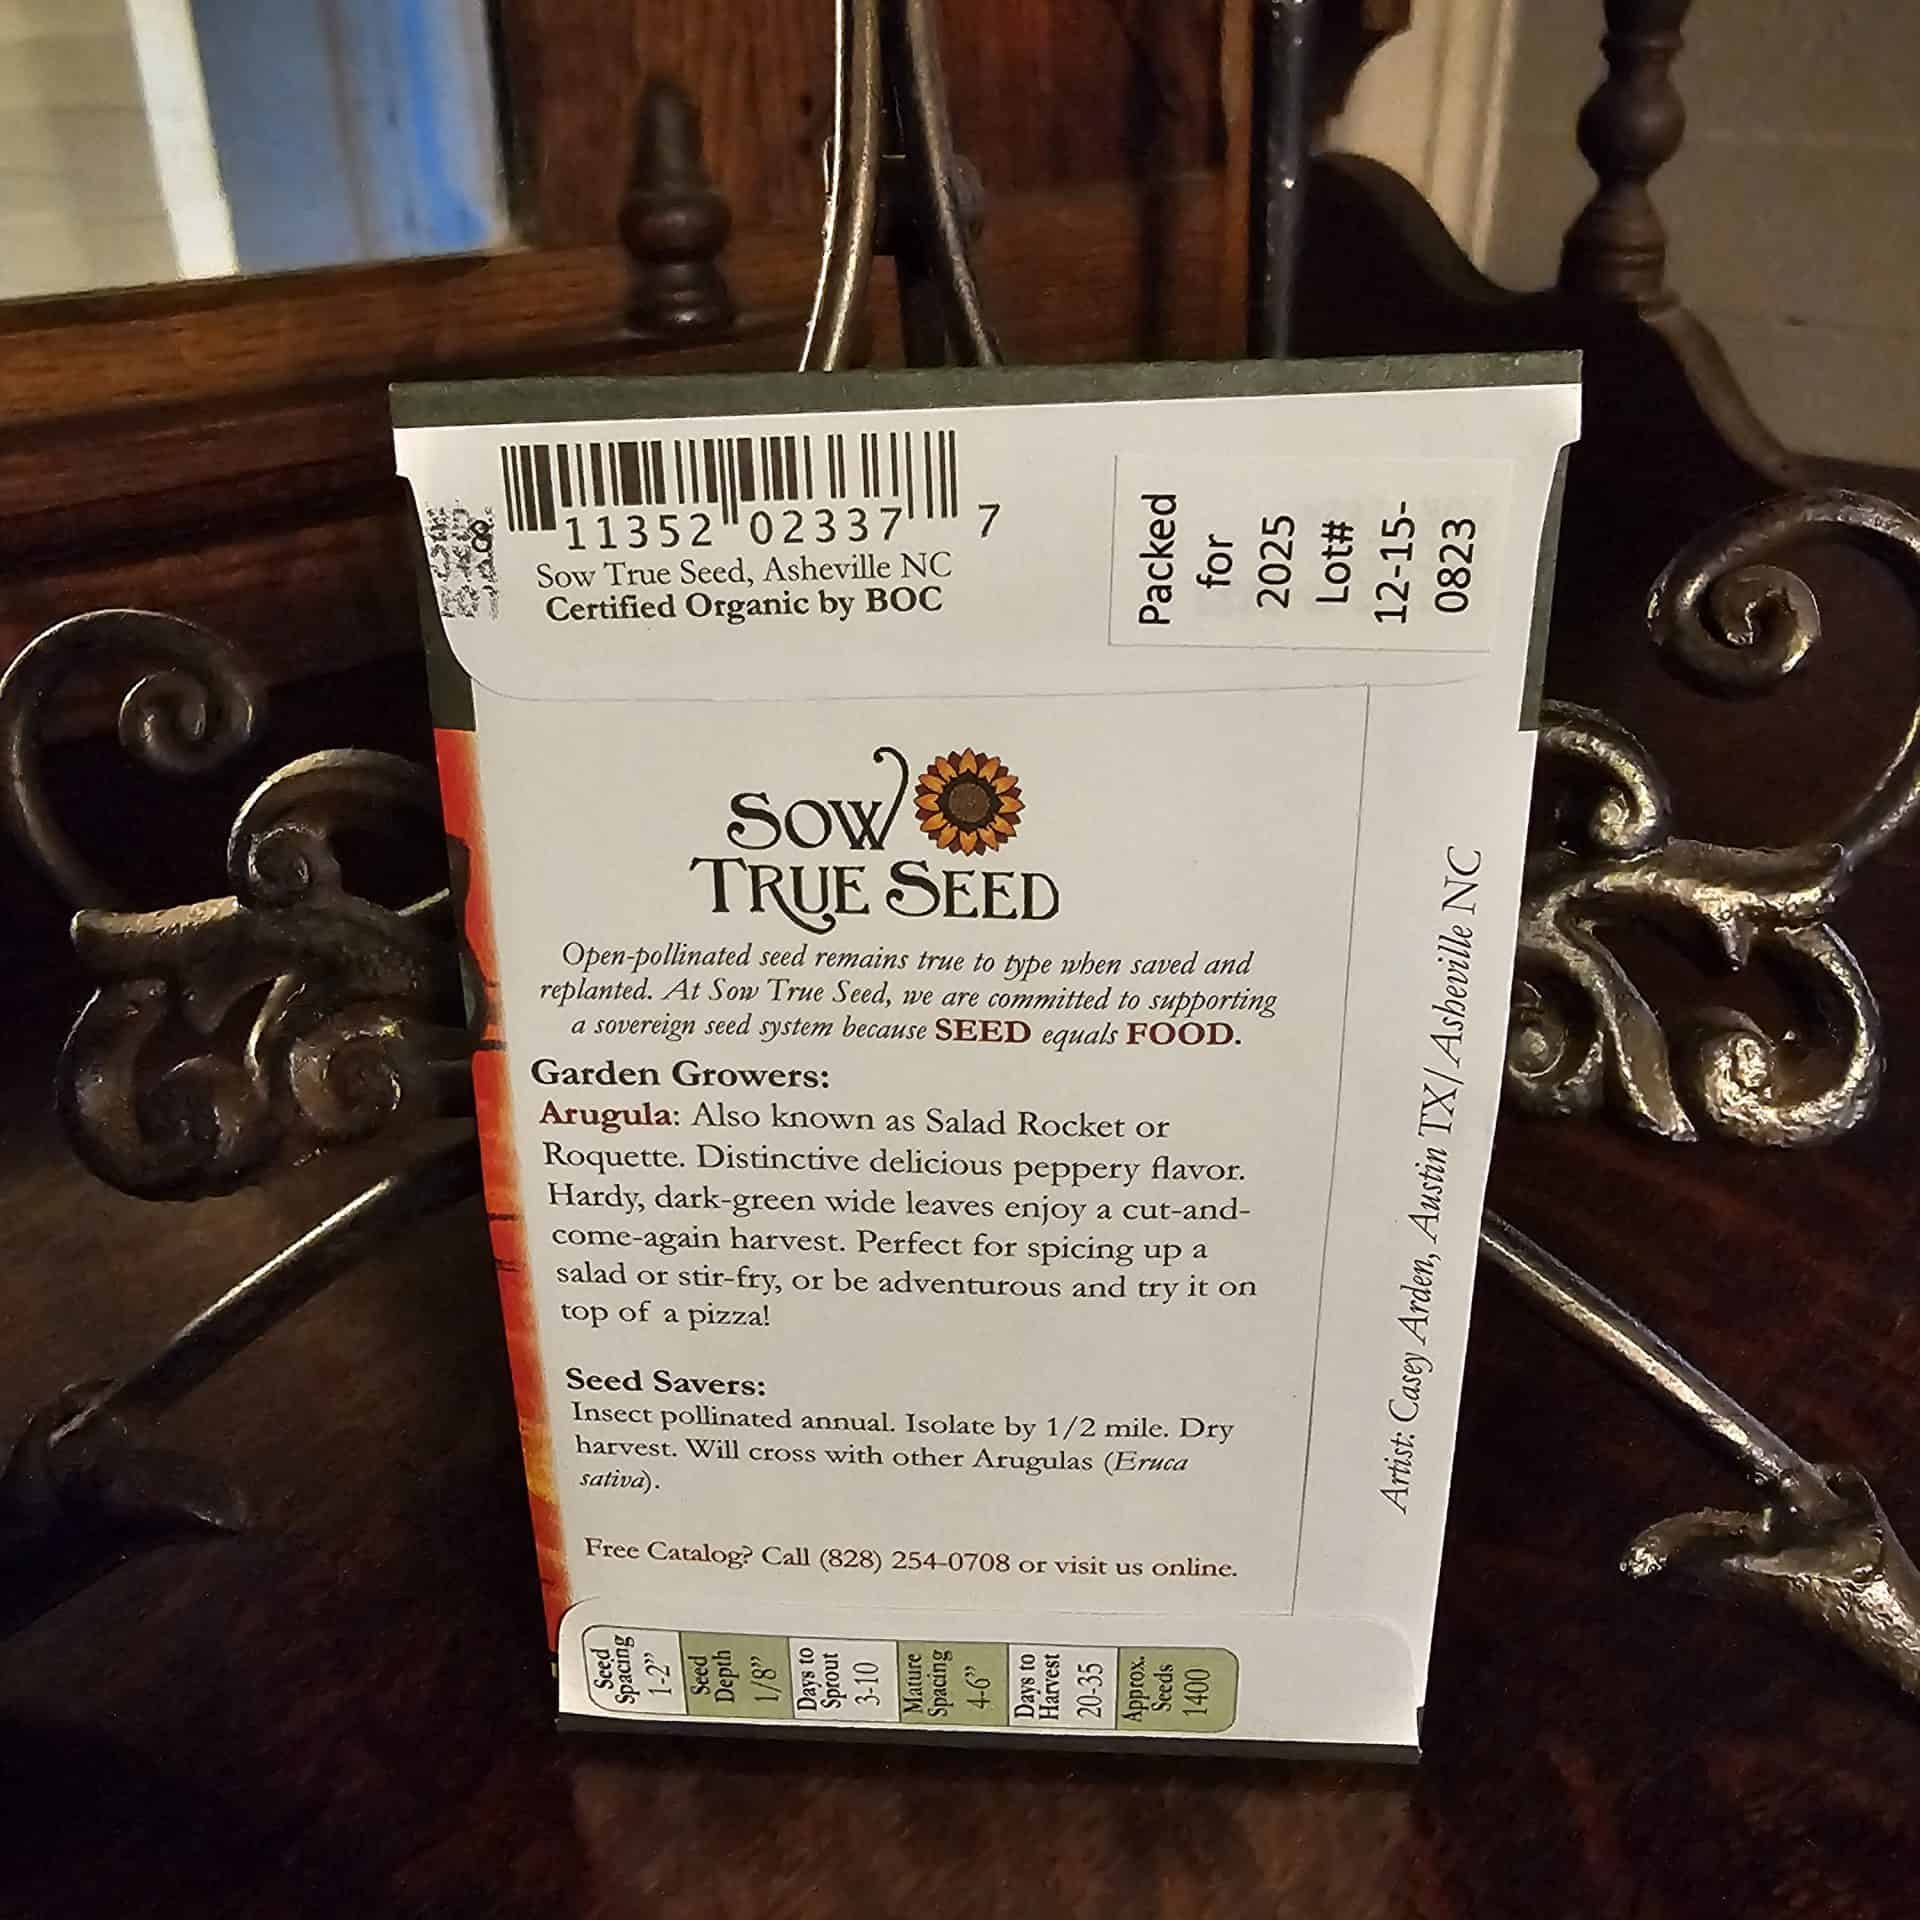 8
11352 02337 7
Sow True Seed, Asheville NC
Certified Organic by BOC
Packed
for
2025
Lot#
12-15-
0823
SOW
TRUE SEED
Open-pollinated seed remains true to type when saved and
replanted. At Sow True Seed, we are committed to supporting
a sovereign seed system because SEED equals FOOD.
Garden Growers:
Arugula: Also known as Salad Rocket or
Roquette. Distinctive delicious peppery flavor.
Hardy, dark-green wide leaves enjoy a cut-and-
come-again harvest. Perfect for spicing up a
salad or stir-fry, or be adventurous and try it on
top of a pizza!
Seed Savers:
Insect pollinated annual. Isolate by 1/2 mile. Dry
harvest. Will cross with other Arugulas (Eruca
sativa).
Free Catalog? Call (828) 254-0708 or visit us online.
Artist: Casey Arden, Austin TX/Asheville NC
Seed
Spacing
1-2”
Seed
Depth
1/8”
Days to
Sprout
3-10
Mature
Spacing
4-6”
Days to
Harvest
20-35
Approx.
Seeds
1400